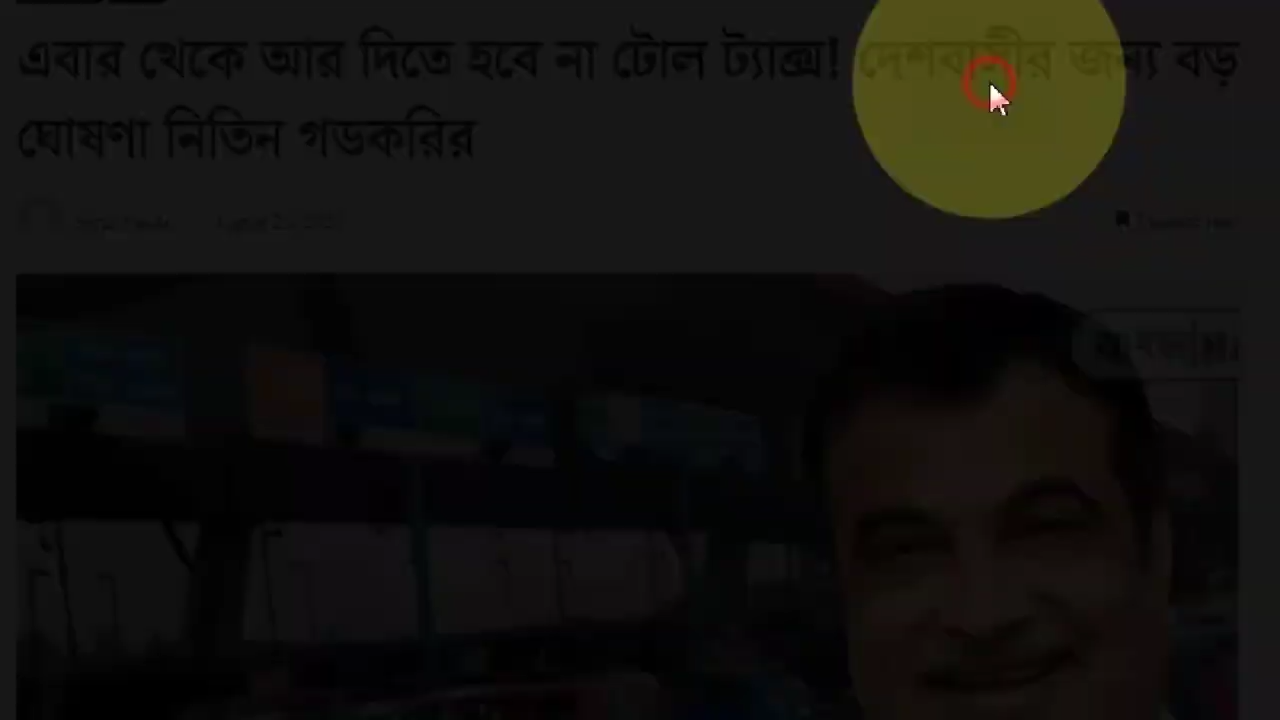 এবার থেকে আর দিতে হবে না টোল ট্যাক্স! দেশবাসীর জন্য বড়
ঘোষণা নিতিন গডকরির